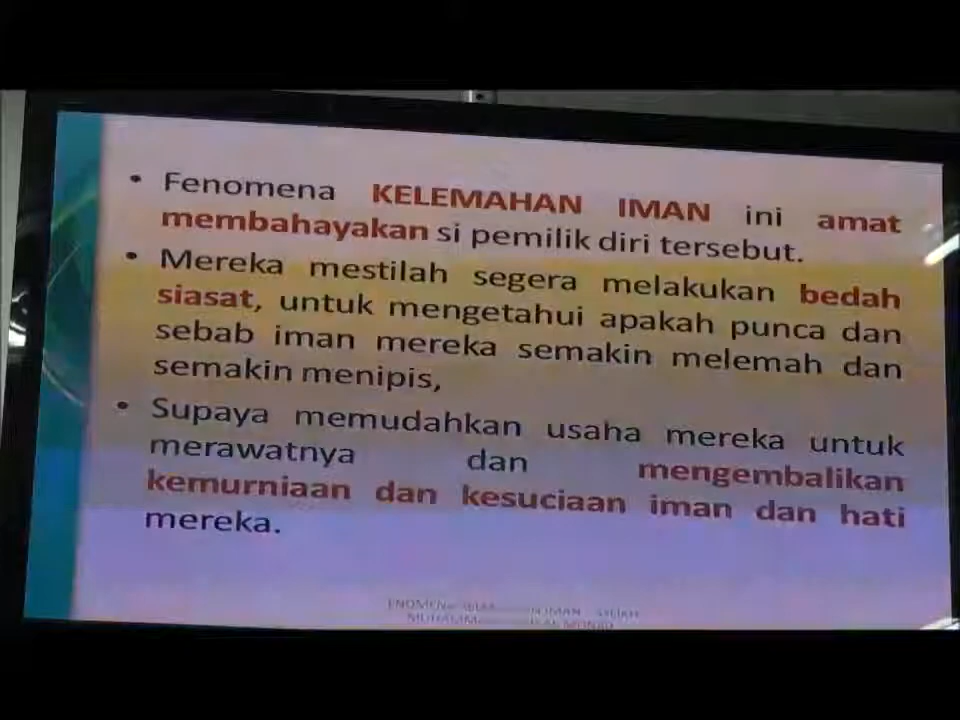 • Fenomena KELEMAHAN IMAN ini amat
membahayakan si pemilik diri tersebut.
• Mereka mestilah segera melakukan bedah
siasat, untuk mengetahui apakah punca dan
sebab iman mereka semakin melemah dan
semakin menipis,
• Supaya memudahkan usaha mereka untuk
merawatnya dan mengembalikan
kemurniaan dan kesuciaan iman dan hati
mereka.